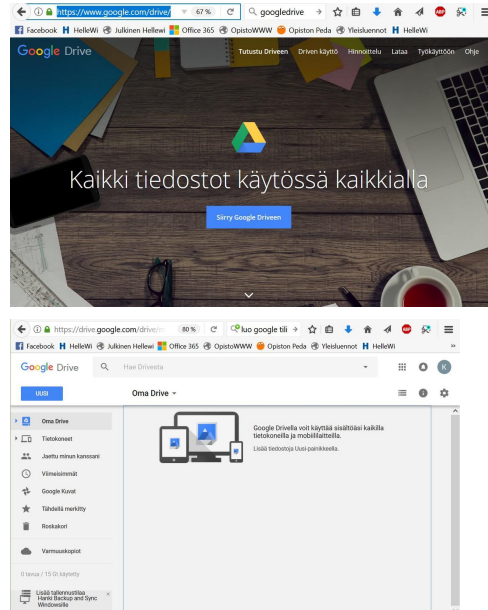 https://www.google.com/drive/ 67 % googledrive
Facebook H HelleWi Julkinen Hellewi Office 365 OpistoWWW Opiston Peda Yleisluennot H HelleWi
Google Drive Tutustu Driveen Driven käyttö Hinnoittelu Lataa Työkäyttöön Ohje
Kaikki tiedostot käytössä kaikkialla
Siirry Google Driveen
https://drive.google.com/drive/ 80 % luo google tili
Facebook H HelleWi Julkinen Hellewi Office 365 OpistoWWW Opiston Peda Yleisluennot H HelleWi »
Google Drive Hae Drivesta K
UUSI Oma Drive
Oma Drive
Google Drivella voit käyttää sisältöäsi kaikilla
tietokoneilla ja mobiililaitteilla.
Tietokoneet
Lisää tiedostoja Uusi-painikkeella.
Jaettu minun kanssani
Viimeisimmät
Google Kuvat
Tähdellä merkitty
Roskakori
Varmuuskopiot
0 tavua / 15 Gt käytetty
Lisää tallennustilaa
Hanki Backup and Sync
Windowsille